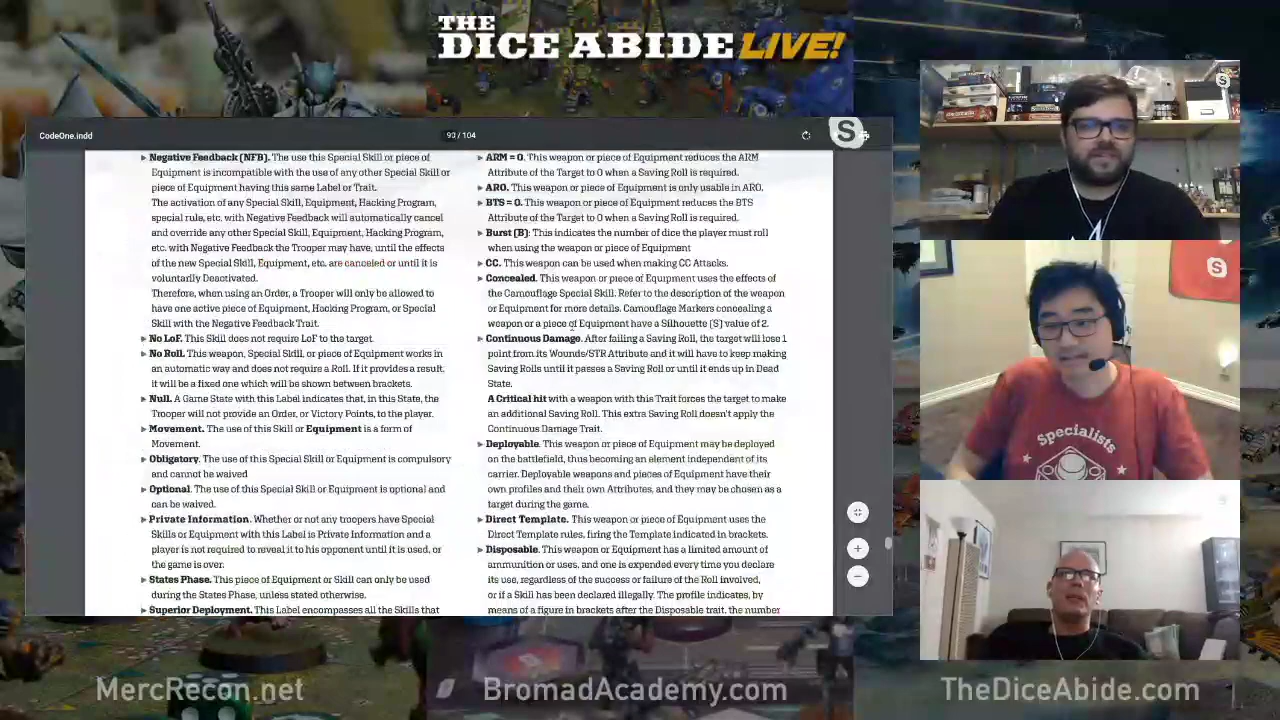 THE
DICE ABIDE LIVE!
CodeOne.indd
93 / 104
Negative Feedback (NFB). The use this Special Skill or piece of
Equipment is incompatible with the use of any other Special Skill or
piece of Equipment having this same Label or Trait.
The activation of any Special Skill, Equipment, Hacking Program,
special rule, etc. with Negative Feedback will automatically cancel
and override any other Special Skill, Equipment, Hacking Program,
etc. with Negative Feedback the Trooper may have, until the effects
of the new Special Skill, Equipment, etc. are canceled or until it is
voluntarily Deactivated.
Therefore, when using an Order, a Trooper will only be allowed to
have one active piece of Equipment, Hacking Program, or Special
Skill with the Negative Feedback Trait.
No LoF. This Skill does not require LoF to the target.
No Roll. This weapon, Special Skill, or piece of Equipment works in
an automatic way and does not require a Roll. If it provides a result,
it will be a fixed one which will be shown between brackets.
Null. A Game State with this Label indicates that, in this State, the
Trooper will not provide an Order, or Victory Points, to the player.
Movement. The use of this Skill or Equipment is a form of
Movement.
Obligatory. The use of this Special Skill or Equipment is compulsory
and cannot be waived
Optional. The use of this Special Skill or Equipment is optional and
can be waived.
Private Information. Whether or not any troopers have Special
Skills or Equipment with this Label is Private Information and a
player is not required to reveal it to his opponent until it is used, or
the game is over.
States Phase. This piece of Equipment or Skill can only be used
during the States Phase, unless stated otherwise.
Superior Deployment. This Label encompasses all the Skills that
ARM = 0. This weapon or piece of Equipment reduces the ARM
Attribute of the Target to 0 when a Saving Roll is required.
ARO. This weapon or piece of Equipment is only usable in ARO.
BTS = 0. This weapon or piece of Equipment reduces the BTS
Attribute of the Target to 0 when a Saving Roll is required.
Burst (B): This indicates the number of dice the player must roll
when using the weapon or piece of Equipment
CC. This weapon can be used when making CC Attacks.
Concealed. This weapon or piece of Equipment uses the effects of
the Camouflage Special Skill. Refer to the description of the weapon
or Equipment for more details. Camouflage Markers concealing a
weapon or a piece of Equipment have a Silhouette (S) value of 2.
Continuous Damage. After failing a Saving Roll, the target will lose 1
point from its Wounds/STR Attribute and it will have to keep making
Saving Rolls until it passes a Saving Roll or until it ends up in Dead
State.
A Critical hit with a weapon with this Trait forces the target to make
an additional Saving Roll. This extra Saving Roll doesn't apply the
Continuous Damage Trait.
Deployable. This weapon or piece of Equipment may be deployed
on the battlefield, thus becoming an element independent of its
carrier. Deployable weapons and pieces of Equipment have their
own profiles and their own Attributes, and they may be chosen as a
target during the game.
Direct Template. This weapon or piece of Equipment uses the
Direct Template rules, firing the Template indicated in brackets.
Disposable. This weapon or Equipment has a limited amount of
ammunition or uses, and one is expended every time you declare
its use, regardless of the success or failure of the Roll involved,
or if a Skill has been declared illegally. The profile indicates, by
means of a figure in brackets after the Disposable trait, the number
Specialists
MercRecon.net
BromadAcademy.com
TheDiceAbide.com